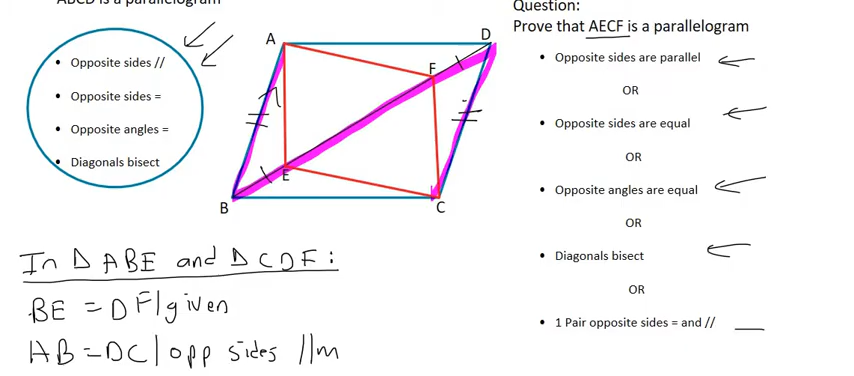 ABCD is a parallelogram
• Opposite sides //
• Opposite sides =
• Opposite angles =
• Diagonals bisect
A
D
F
E
B
C
In Δ ABE and Δ CDF :
BE = DF / given
AB = DC / opp sides //m
Question:
Prove that AECF is a parallelogram
• Opposite sides are parallel
OR
• Opposite sides are equal
OR
• Opposite angles are equal
OR
• Diagonals bisect
OR
• 1 Pair opposite sides = and //